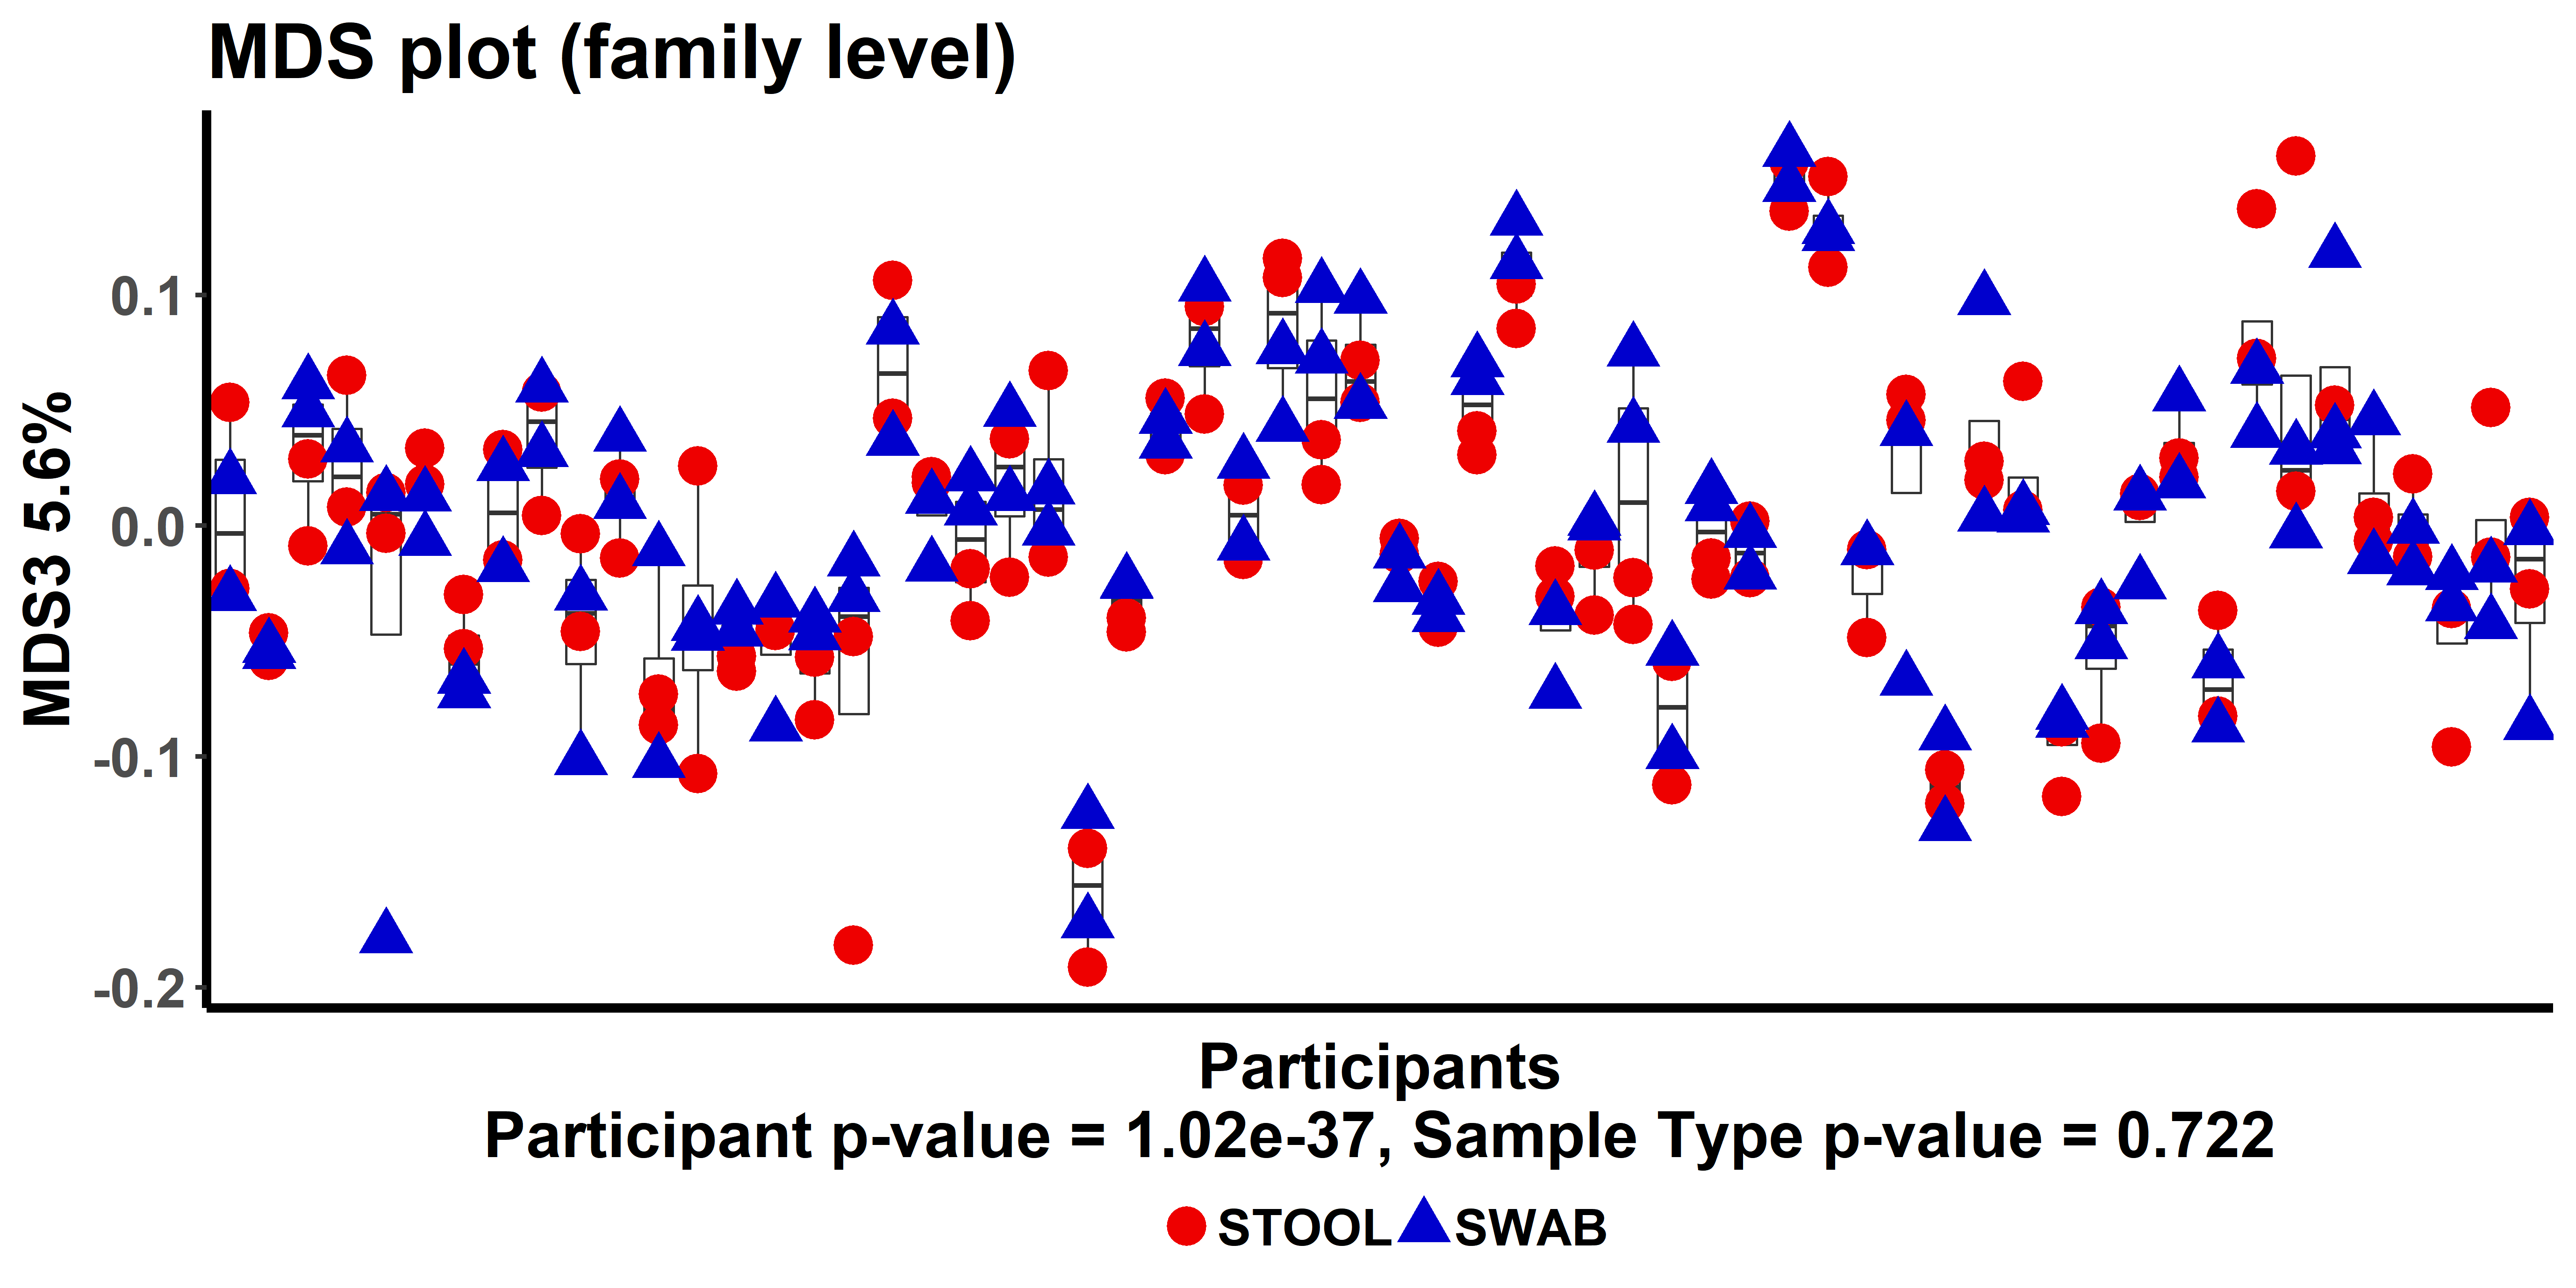 MDS plot (family level)
MDS3 5.6%
0.1
0.0
-0.1
-0.2
Participants
Participant p-value = 1.02e-37, Sample Type p-value = 0.722
STOOL SWAB